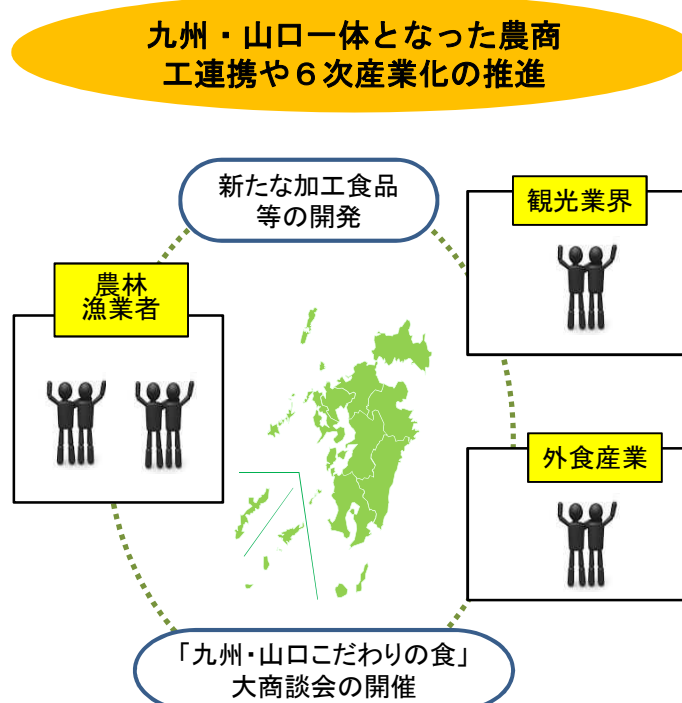 九州・山口一体となった農商
工連携や６次産業化の推進
新たな加工食品
等の開発
観光業界
農林
漁業者
外食産業
「九州・山口こだわりの食」
大商談会の開催